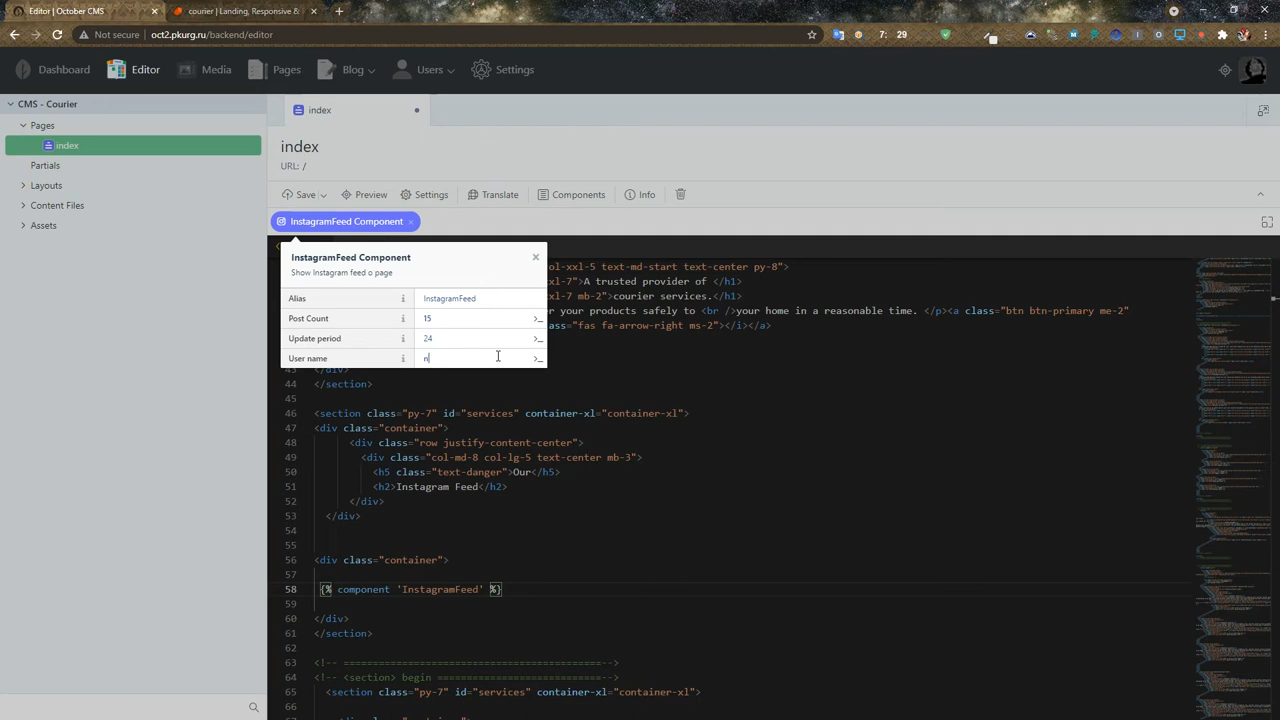 Editor | October CMS
courier | Landing, Responsive &
Not secure oct2.pkurg.ru/backend/editor
7: 29
Dashboard Editor Media Pages Blog Users Settings
CMS - Courier
Pages
index
Partials
Layouts
Content Files
Assets
index
index
URL: /
Save Preview Settings Translate Components Info
InstagramFeed Component
InstagramFeed Component
Show Instagram feed o page
Alias InstagramFeed
Post Count 15
Update period 24
User name n
col-xxl-5 text-md-start text-center py-8">
col-7">A trusted provider of </h1>
xl-7 mb-2">courier services.</h1>
er your products safely to <br />your home in a reasonable time. </p><a class="btn btn-primary me-2"
ass="fas fa-arrow-right ms-2"></i></a>
43 </div>
44 </section>
45
46 <section class="py-7" id="services" container-xl="container-xl">
47 <div class="container">
48 <div class="row justify-content-center">
49 <div class="col-md-8 col-lg-5 text-center mb-3">
50 <h5 class="text-danger">Our</h5>
51 <h2>Instagram Feed</h2>
52 </div>
53 </div>
54
55
56 <div class="container">
57
58 {% component 'InstagramFeed' %}
59
60 </div>
61 </section>
62
63 <!-- ============================================-->
64 <!-- <section> begin ============================-->
65 <section class="py-7" id="services" container-xl="container-xl">
66